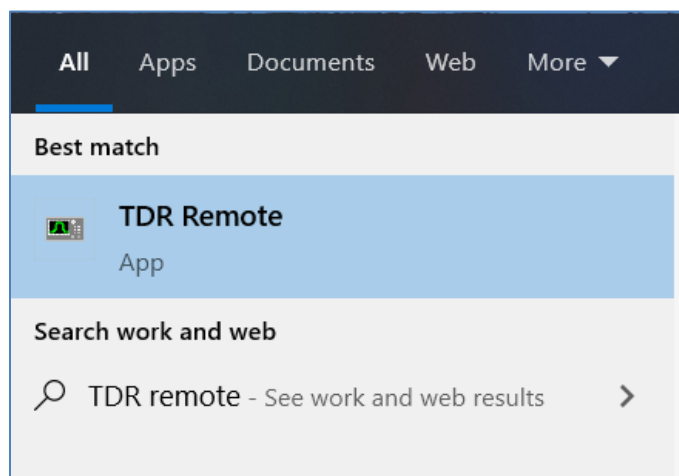 All Apps Documents Web More
Best match
TDR Remote
App
Search work and web
TDR remote - See work and web results